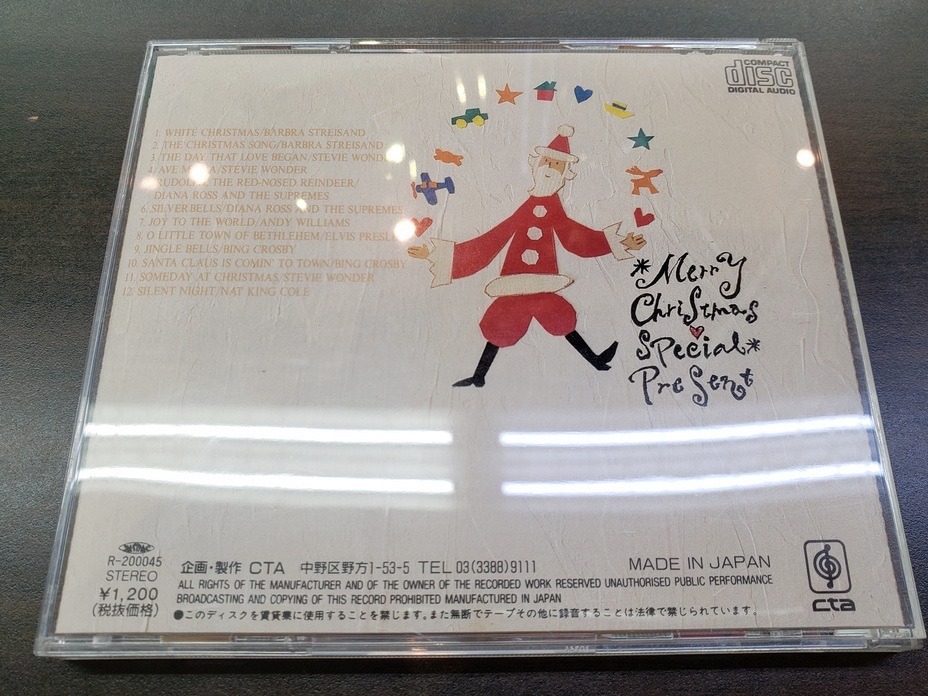 COMPACT
disc
DIGITAL AUDIO
1. WHITE CHRISTMAS/BARBRA STREISAND
2. THE CHRISTMAS SONG/BARBRA STREISAND
3. THE DAY THAT LOVE BEGAN/STEVIE
4. AVE /STEVIE WONDER
THE RED-NOSED REINDEER/
DIANA ROSS AND THE SUPREMES
6. SILVERBELLS/DIANA ROSS AND THE SUPREMES
7. JOY TO THE WORLD/ANDY WILLIAMS
8. O LITTLE TOWN OF BETHLEHEM/ELVIS
9. JINGLE BELLS/BING CROSBY
10. SANTA CLAUS IS COMIN' TO TOWN/BING CROSBY
11. SOMEDAY AT CHRISTMAS/STEVIE WONDER
12. SILENT NIGHT/NAT KING COLE
*Merry
Christmas
Special*
Present
R-200045
STEREO
¥1,200
(税抜価格)
企画・製作 CTA 中野区野方1-53-5 TEL 03(3388)9111
MADE IN JAPAN
ALL RIGHTS OF THE MANUFACTURER AND OF THE OWNER OF THE RECORDED WORK RESERVED UNAUTHORISED PUBLIC PERFORMANCE
BROADCASTING AND COPYING OF THIS RECORD PROHIBITED MANUFACTURED IN JAPAN
●このディスクを賃貸業に使用することを禁じます。また無断でテープその他に録音することは法律で禁じられています。
cta